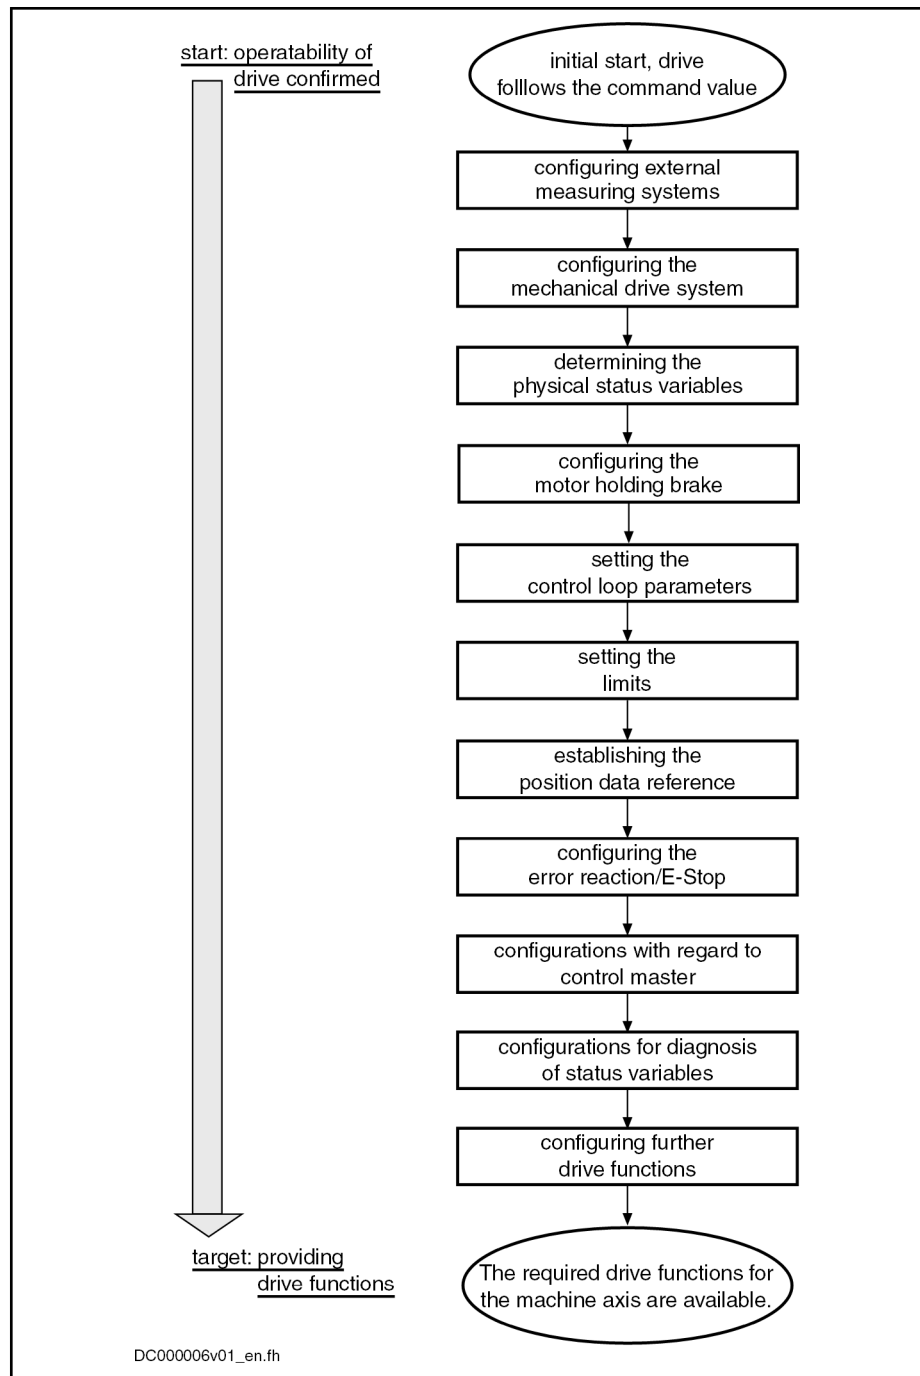 start: operatability of
drive confirmed
initial start, drive
folllows the command value
configuring external
measuring systems
configuring the
mechanical drive system
determining the
physical status variables
configuring the
motor holding brake
setting the
control loop parameters
setting the
limits
establishing the
position data reference
configuring the
error reaction/E-Stop
configurations with regard to
control master
configurations for diagnosis
of status variables
configuring further
drive functions
target: providing
drive functions
The required drive functions for
the machine axis are available.
DC000006v01_en.fh